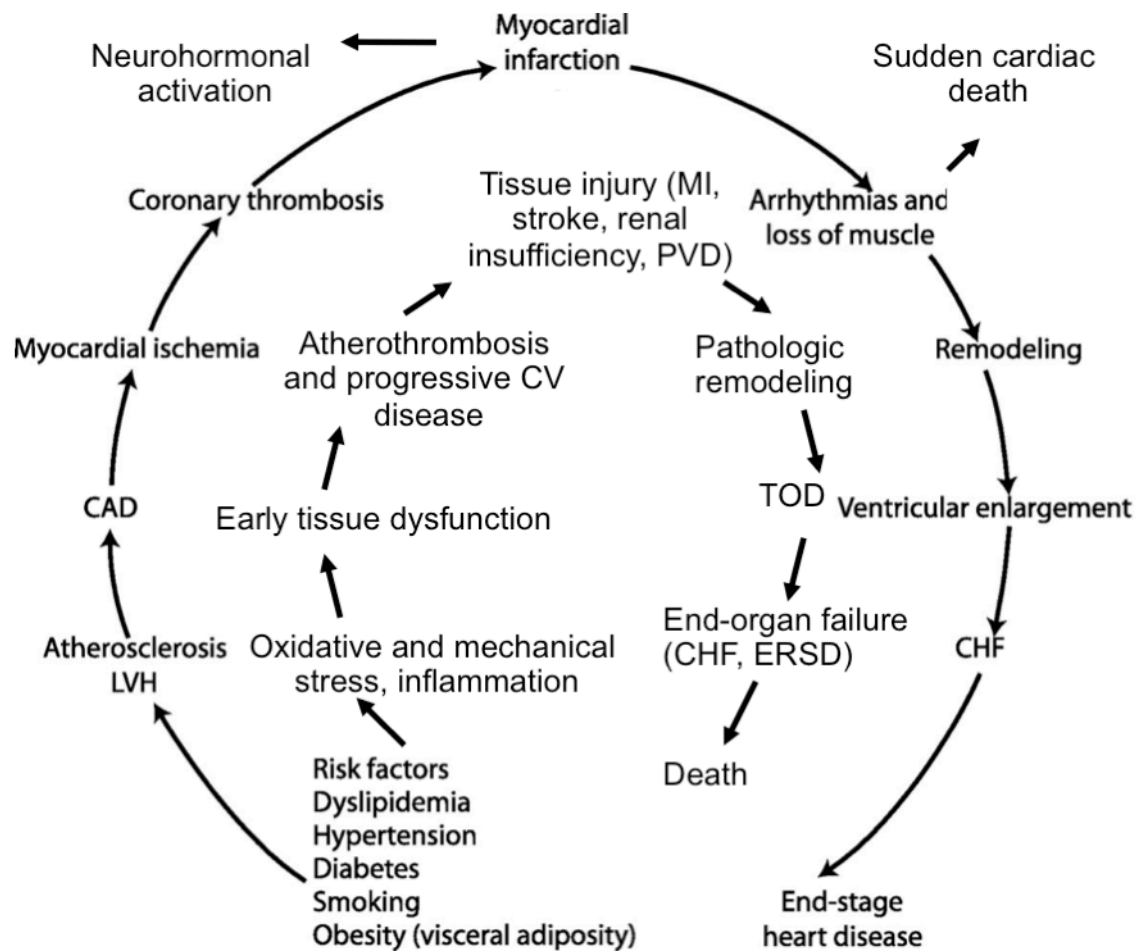 Myocardial
infarction
Neurohormonal
activation
Sudden cardiac
death
Coronary thrombosis
Tissue injury (MI,
stroke, renal
insufficiency, PVD)
Arrhythmias and
loss of muscle
Myocardial ischemia
Atherothrombosis
and progressive CV
disease
Pathologic
remodeling
Remodeling
CAD
Early tissue dysfunction
TOD
Ventricular enlargement
Atherosclerosis
LVH
Oxidative and mechanical
stress, inflammation
End-organ failure
(CHF, ERSD)
CHF
Risk factors
Dyslipidemia
Hypertension
Diabetes
Smoking
Obesity (visceral adiposity)
Death
End-stage
heart disease